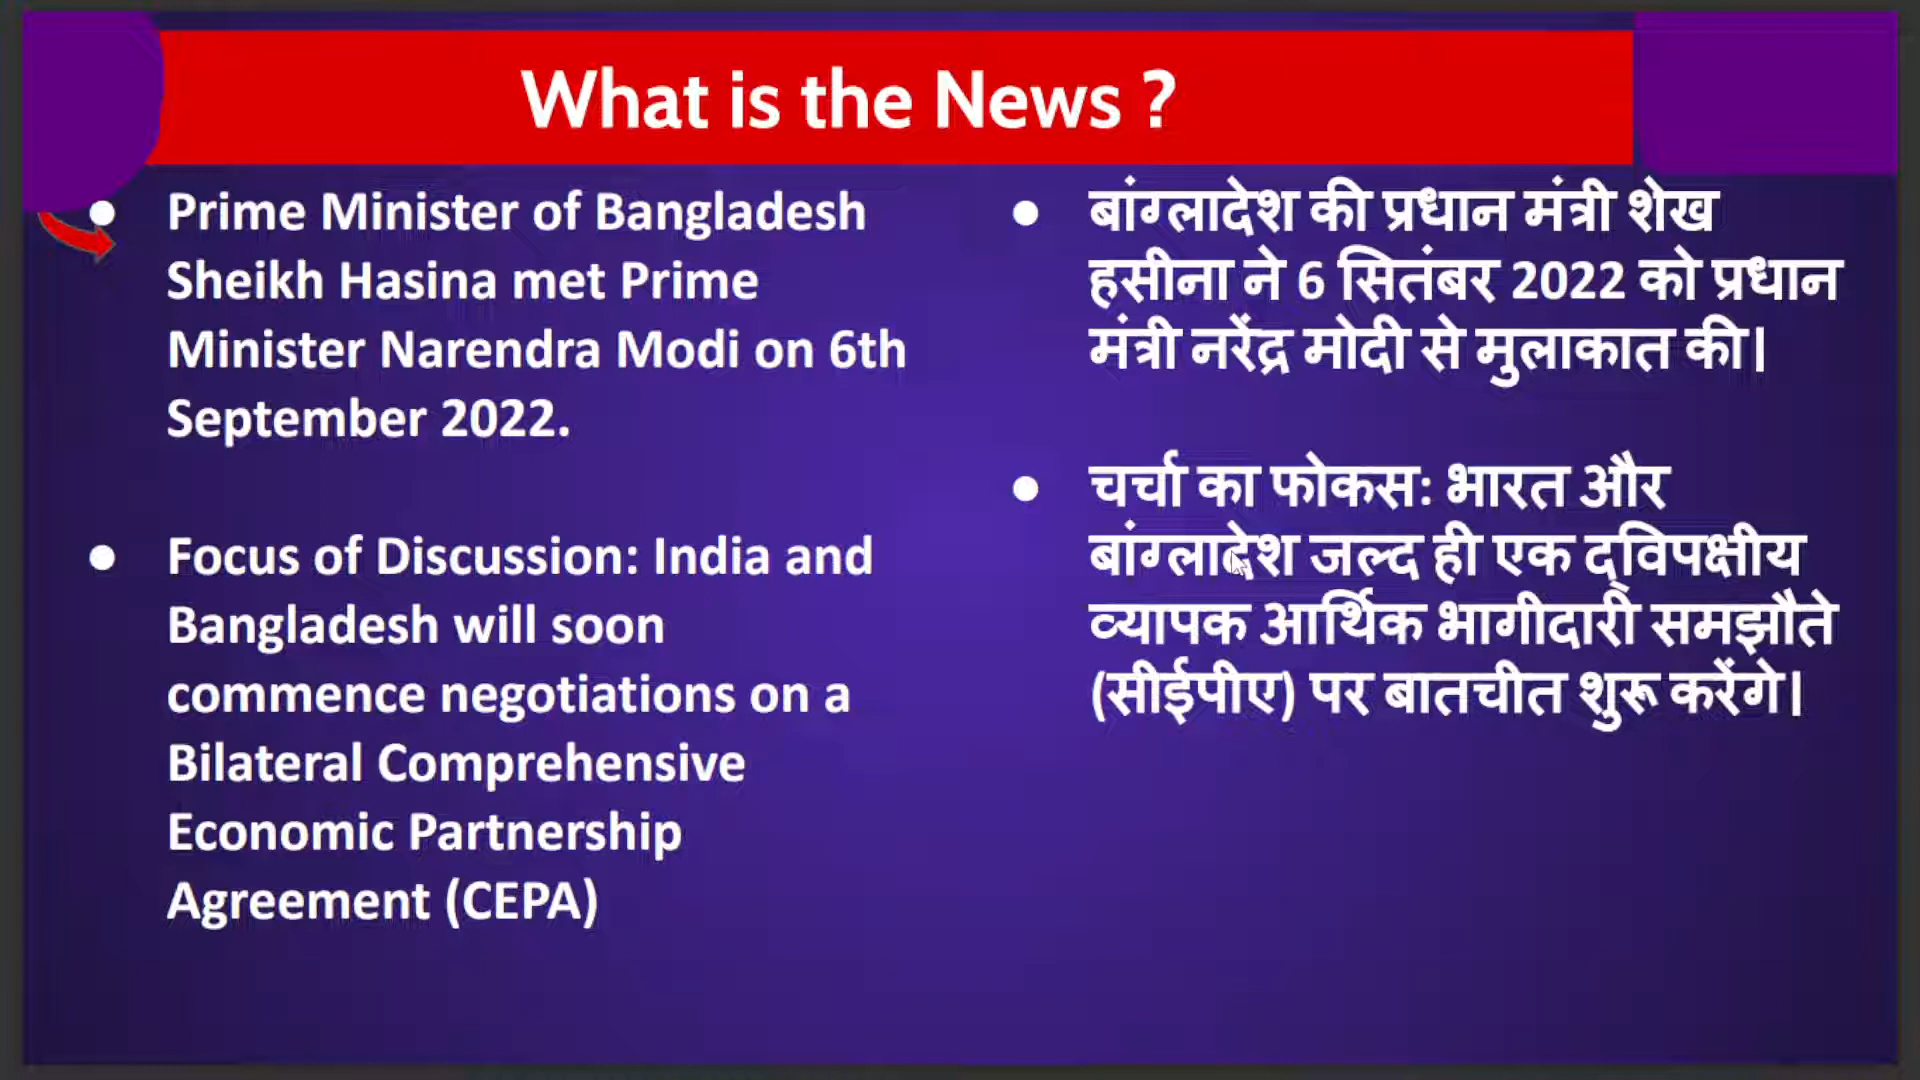 What is the News ?
● Prime Minister of Bangladesh
Sheikh Hasina met Prime
Minister Narendra Modi on 6th
September 2022.
● Focus of Discussion: India and
Bangladesh will soon
commence negotiations on a
Bilateral Comprehensive
Economic Partnership
Agreement (CEPA)
● बांग्लादेश की प्रधान मंत्री शेख
हसीना ने 6 सितंबर 2022 को प्रधान
मंत्री नरेंद्र मोदी से मुलाकात की।
● चर्चा का फोकस: भारत और
बांग्लादेश जल्द ही एक द्विपक्षीय
व्यापक आर्थिक भागीदारी समझौते
(सीईपीए) पर बातचीत शुरू करेंगे।